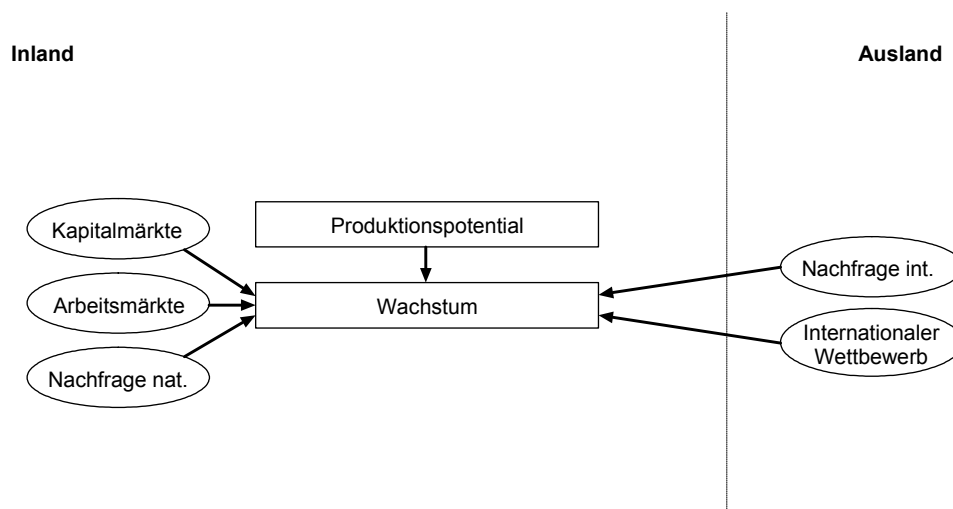 Inland
Ausland
Kapitalmärkte
Produktionspotential
Arbeitsmärkte
Wachstum
Nachfrage nat.
Nachfrage int.
Internationaler
Wettbewerb